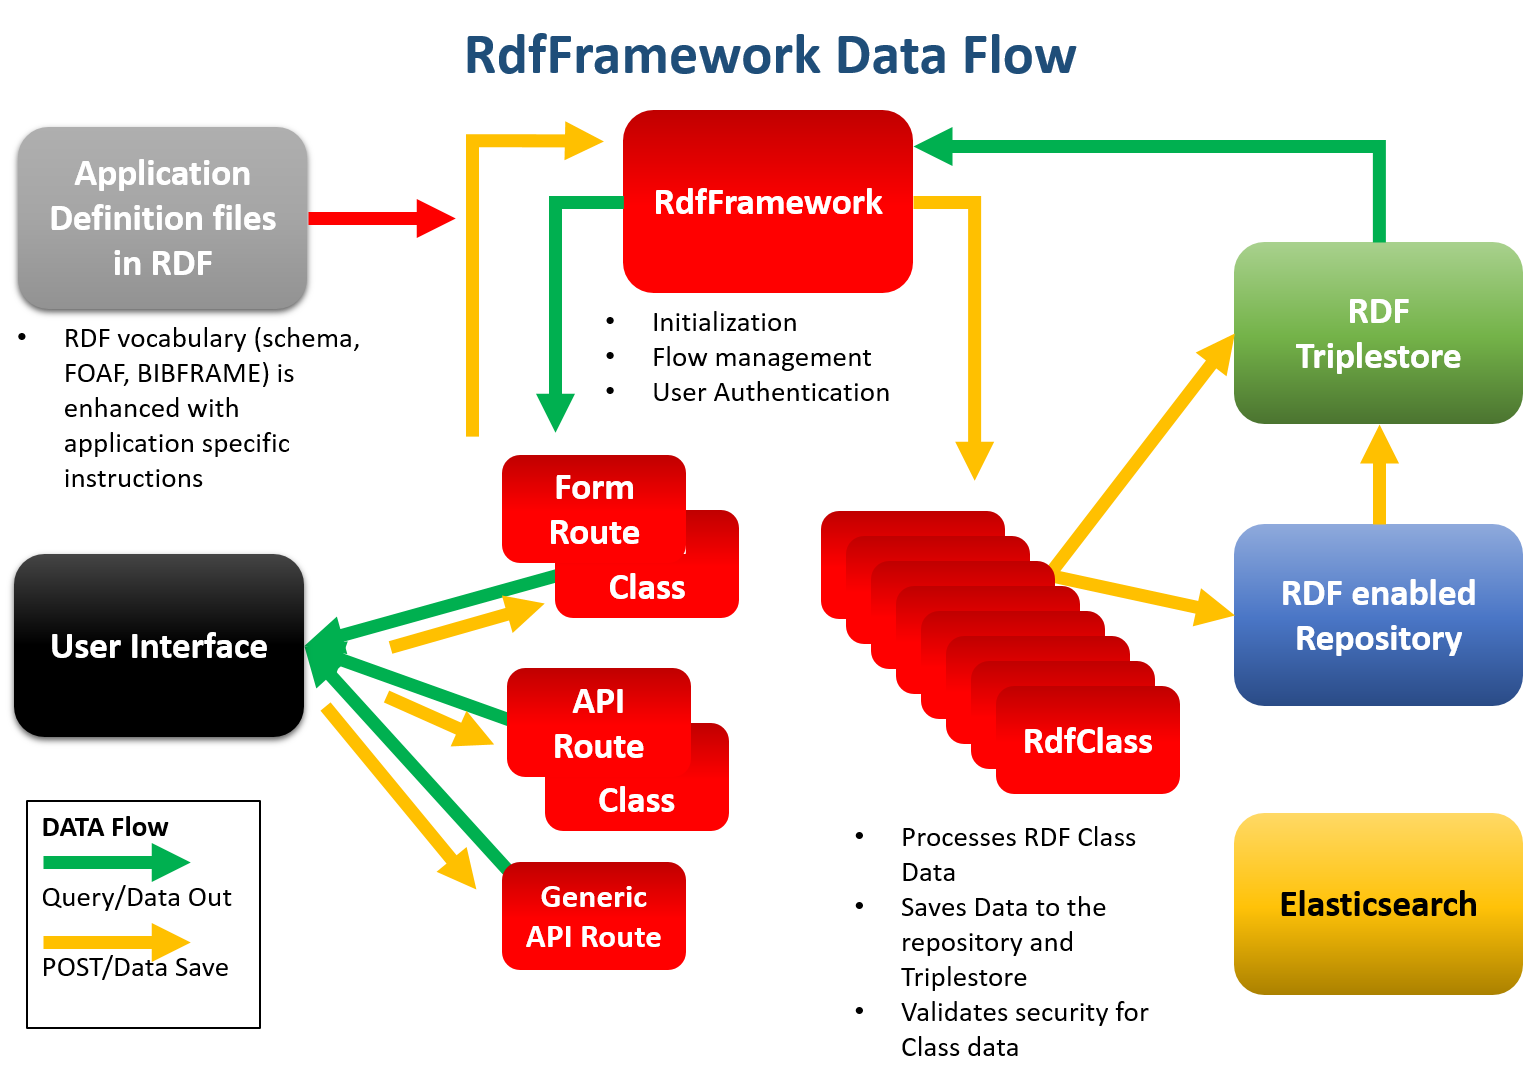 RdfFramework Data Flow
Application
Definition files
in RDF
• RDF vocabulary (schema,
FOAF, BIBFRAME) is
enhanced with
application specific
instructions
RdfFramework
• Initialization
• Flow management
• User Authentication
RDF
Triplestore
Form
Route
Class
User Interface
API
Route
Class
Generic
API Route
RdfClass
• Processes RDF Class
Data
• Saves Data to the
repository and
Triplestore
• Validates security for
Class data
RDF enabled
Repository
Elasticsearch
DATA Flow
Query/Data Out
POST/Data Save